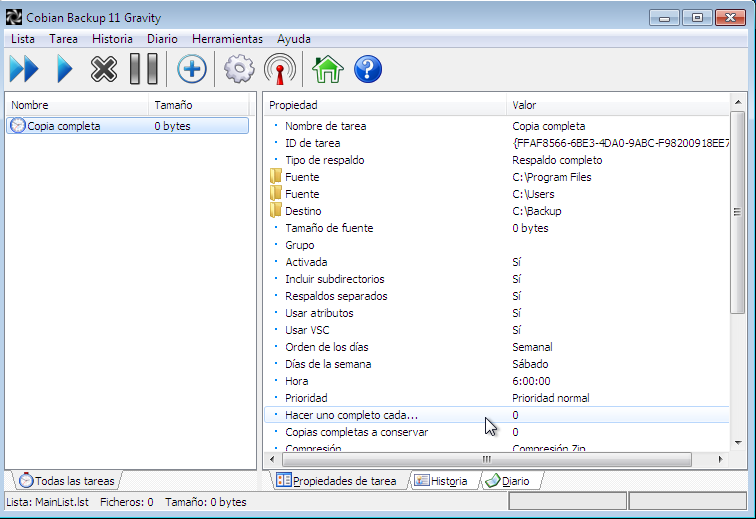 Cobian Backup 11 Gravity
Lista Tarea Historia Diario Herramientas Ayuda
Nombre Tamaño
Copia completa 0 bytes
Propiedad Valor
Nombre de tarea Copia completa
ID de tarea {FFAF8566-6BE3-4DA0-9ABC-F98200918EE7
Tipo de respaldo Respaldo completo
Fuente C:\Program Files
Fuente C:\Users
Destino C:\Backup
Tamaño de fuente 0 bytes
Grupo
Activada Sí
Incluir subdirectorios Sí
Respaldos separados Sí
Usar atributos Sí
Usar VSC Sí
Orden de los días Semanal
Días de la semana Sábado
Hora 6:00:00
Prioridad Prioridad normal
Hacer uno completo cada... 0
Copias completas a conservar 0
Compresión Compresión Zip
Todas las tareas
Propiedades de tarea Historia Diario
Lista: MainList.lst Ficheros: 0 Tamaño: 0 bytes